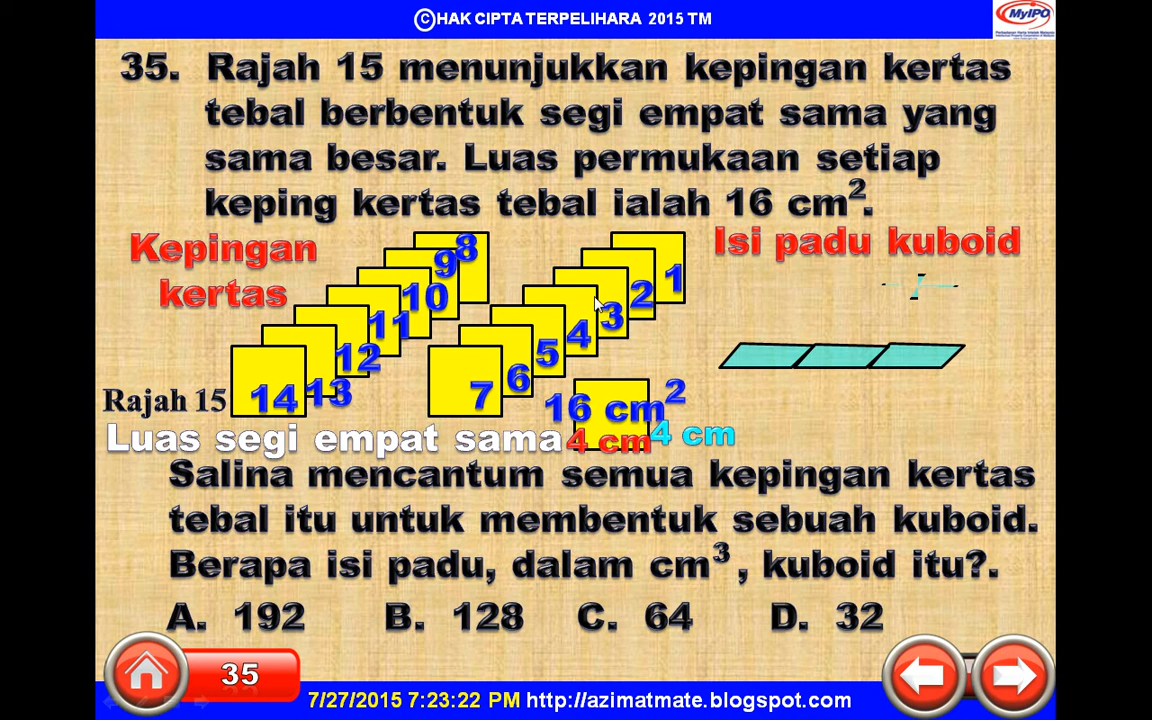 ©HAK CIPTA TERPELIHARA 2015 TM
MyIPO
35. Rajah 15 menunjukkan kepingan kertas
tebal berbentuk segi empat sama yang
sama besar. Luas permukaan setiap
keping kertas tebal ialah 16 cm².
Kepingan
kertas
Isi padu kuboid
8
9
10
11
12
13
14
1
2
3
4
5
6
7
Rajah 15
16 cm²
Luas segi empat sama
4 cm
4 cm
Salina mencantum semua kepingan kertas
tebal itu untuk membentuk sebuah kuboid.
Berapa isi padu, dalam cm³, kuboid itu?.
A. 192 B. 128 C. 64 D. 32
35
7/27/2015 7:23:22 PM http://azimatmate.blogspot.com